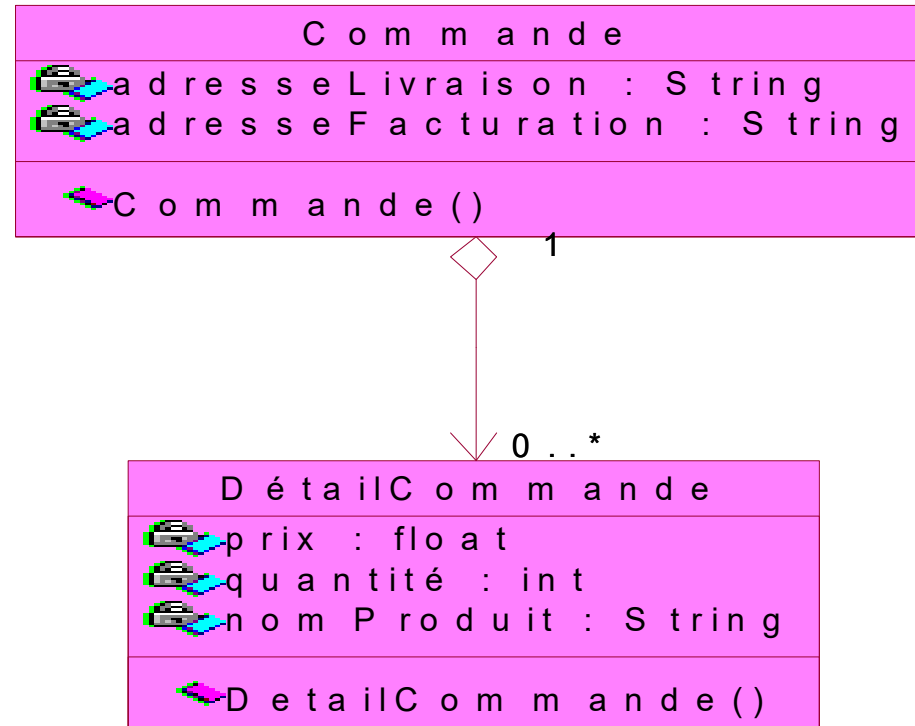 Commande
adresseLivraison : String
adresseFacturation : String
Commande()
1
0..*
DétailCommande
prix : float
quantité : int
nomProduit : String
DetailCommande()